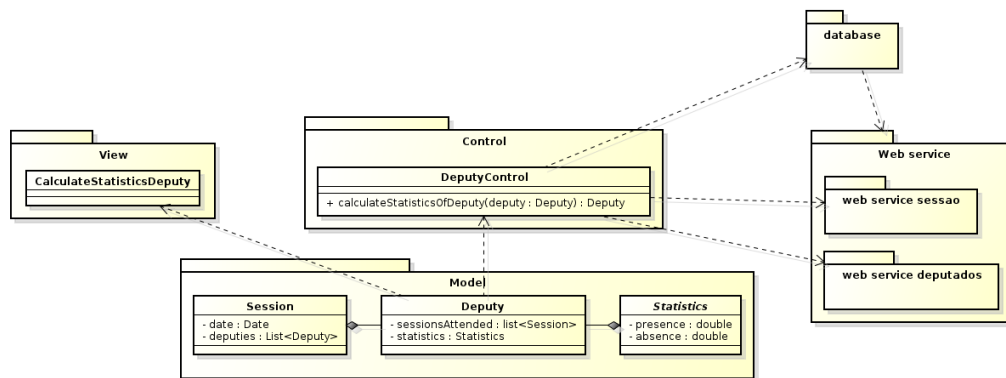 database
Control
View
Web service
CalculateStatisticsDeputy
DeputyControl
+ calculateStatisticsOfDeputy(deputy : Deputy) : Deputy
web service sessao
web service deputados
Model
Session
- date : Date
- deputies : List<Deputy>
Deputy
- sessionsAttended : list<Session>
- statistics : Statistics
Statistics
- presence : double
- absence : double